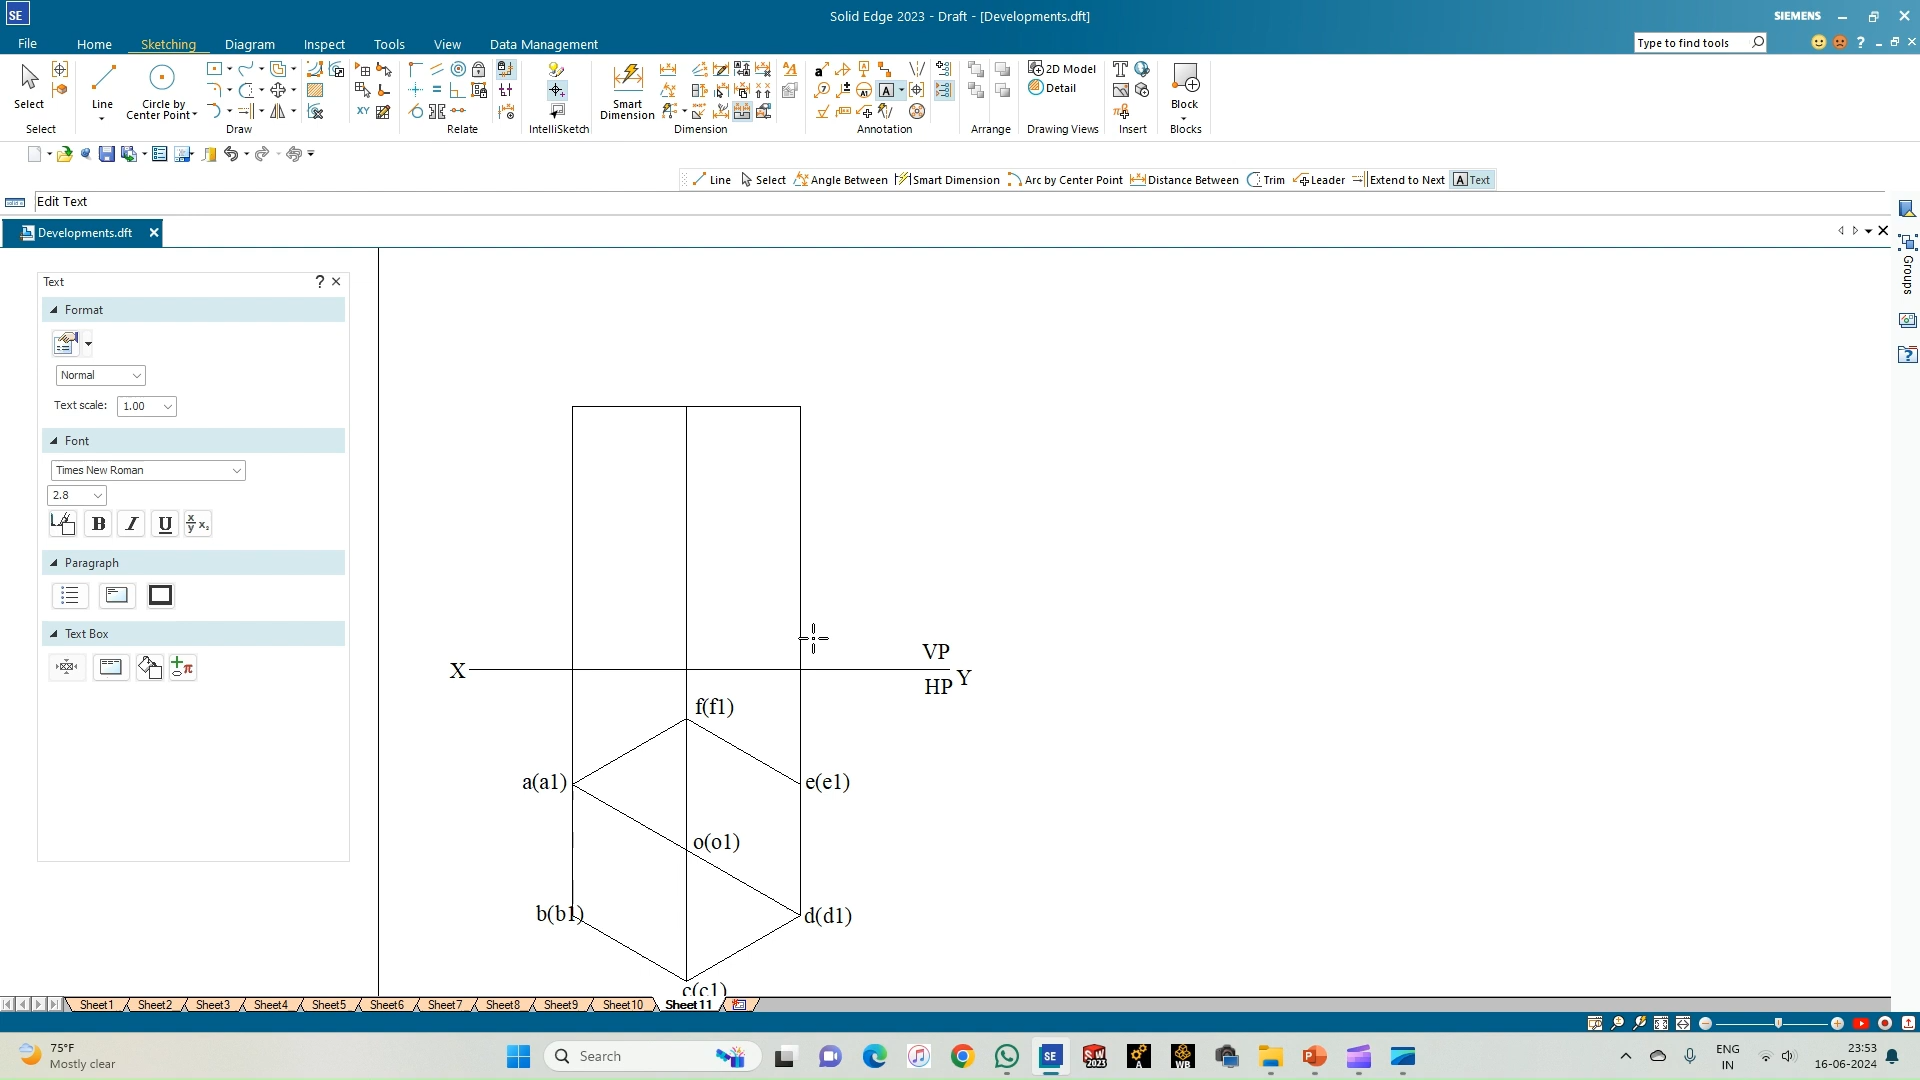 SE
Solid Edge 2023 - Draft - [Developments.dft]
SIEMENS
File
Home
Sketching
Diagram
Inspect
Tools
View
Data Management
Type to find tools
Select
Line
Circle by
Center Point
Smart
Dimension
2D Model
Detail
Block
Select
Draw
Relate
IntelliSketch
Dimension
Annotation
Arrange
Drawing Views
Insert
Blocks
Line
Select
Angle Between
Smart Dimension
Arc by Center Point
Distance Between
Trim
Leader
Extend to Next
Text
Edit Text
Developments.dft
Groups
Text
Format
Normal
Text scale:
1.00
Font
Times New Roman
2.8
B
I
U
Paragraph
Text Box
VP
X
HP
Y
f(f1)
a(a1)
e(e1)
o(o1)
b(b1)
d(d1)
c(c1)
Sheet1
Sheet2
Sheet3
Sheet4
Sheet5
Sheet6
Sheet7
Sheet8
Sheet9
Sheet10
Sheet11
75°F
Mostly clear
Search
ENG
IN
23:53
16-06-2024